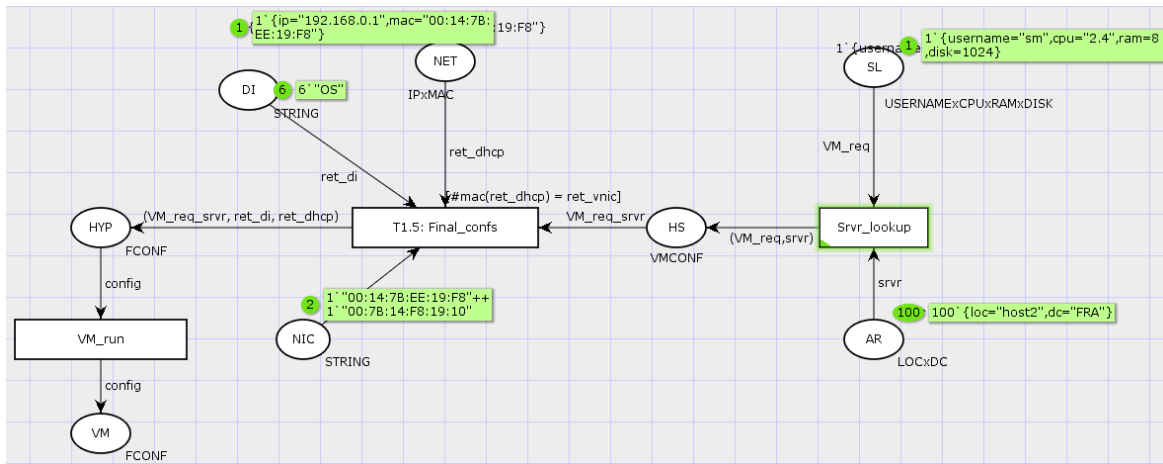 1
1`{ip="192.168.0.1",mac="00:14:7B:
EE:19:F8"}
{
:19:F8"}
NET
IPxMAC
1`{username
1
1`{username="sm",cpu="2.4",ram=8
,disk=1024}
SL
USERNAMExCPUxRAMxDISK
DI
6
6`"OS"
STRING
ret_dhcp
VM_req
ret_di
[#mac(ret_dhcp) = ret_vnic]
HYP
(VM_req_srvr, ret_di, ret_dhcp)
FCONF
T1.5: Final_confs
VM_req_srvr
HS
VMCONF
(VM_req,srvr)
Srvr_lookup
config
srvr
2
1`"00:14:7B:EE:19:F8"++
1`"00:7B:14:F8:19:10"
100
100`{loc="host2",dc="FRA"}
VM_run
NIC
STRING
AR
LOCxDC
config
VM
FCONF